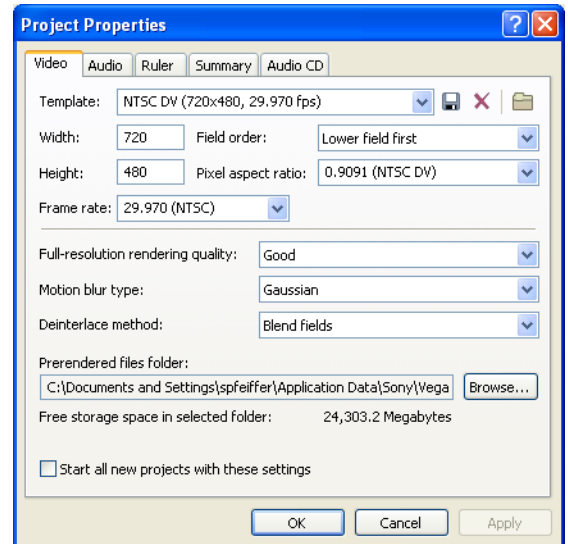 Project Properties
Video Audio Ruler Summary Audio CD
Template: NTSC DV (720x480, 29.970 fps)
Width: 720 Field order: Lower field first
Height: 480 Pixel aspect ratio: 0.9091 (NTSC DV)
Frame rate: 29.970 (NTSC)
Full-resolution rendering quality: Good
Motion blur type: Gaussian
Deinterlace method: Blend fields
Prerendered files folder:
C:\Documents and Settings\spfeiffer\Application Data\Sony\Vega Browse...
Free storage space in selected folder: 24,303.2 Megabytes
Start all new projects with these settings
OK Cancel Apply